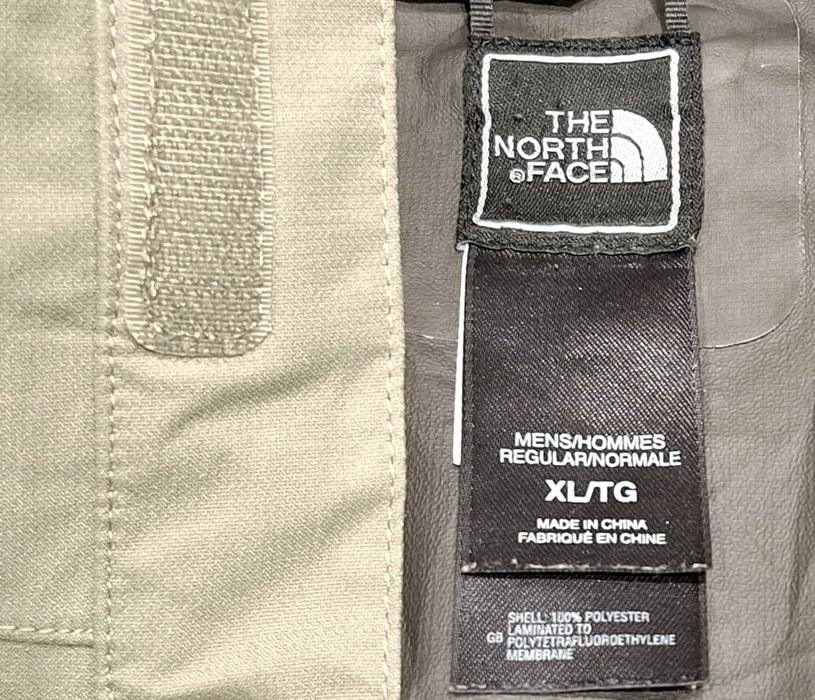 THE
NORTH
®FACE
MENS/HOMMES
REGULAR/NORMALE
XL/TG
MADE IN CHINA
FABRIQUÉ EN CHINE
SHELL: 100% POLYESTER
LAMINATED TO
GB POLYTETRAFLUOROETHYLENE
MEMBRANE